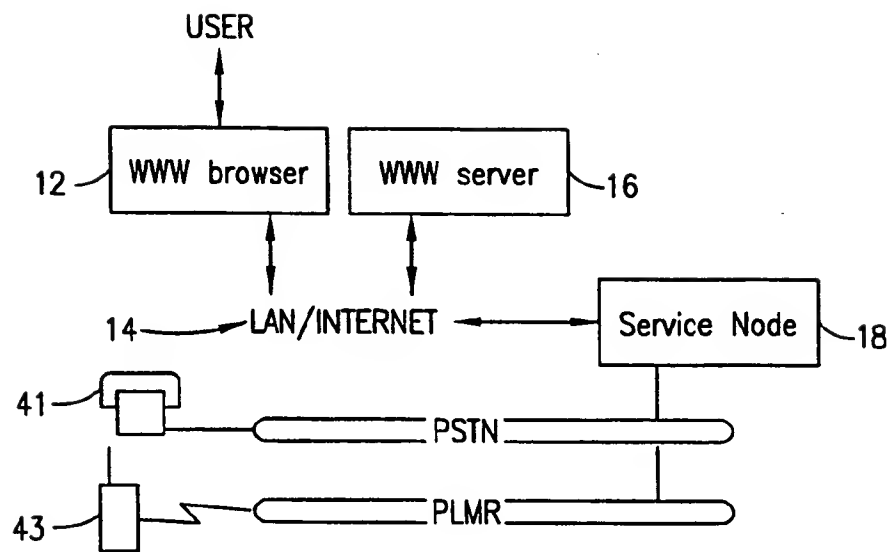 USER
12
WWW browser
WWW server
16
14
LAN/INTERNET
Service Node
18
41
PSTN
43
PLMR